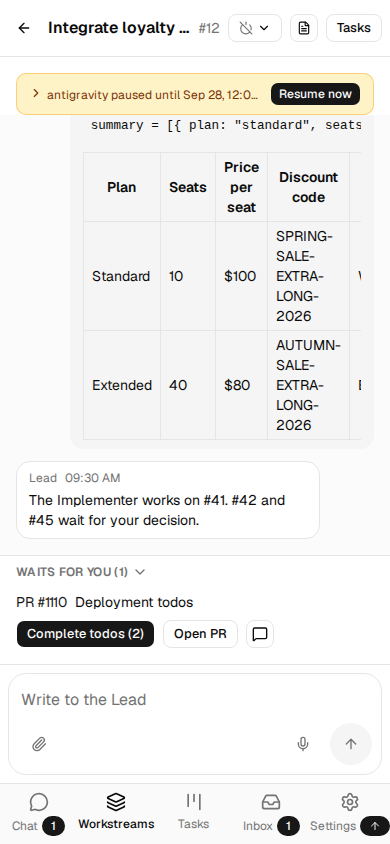 Integrate loyalty ... #12 Tasks
antigravity paused until Sep 28, 12:0... Resume now
summary = [{ plan: "standard", seats
Plan Seats Price per seat Discount code
Standard 10 $100 SPRING-SALE-EXTRA-LONG-2026
Extended 40 $80 AUTUMN-SALE-EXTRA-LONG-2026
Lead 09:30 AM
The Implementer works on #41. #42 and
#45 wait for your decision.
WAITS FOR YOU (1)
PR #1110 Deployment todos
Complete todos (2) Open PR
Write to the Lead
Chat 1 Workstreams Tasks Inbox 1 Settings